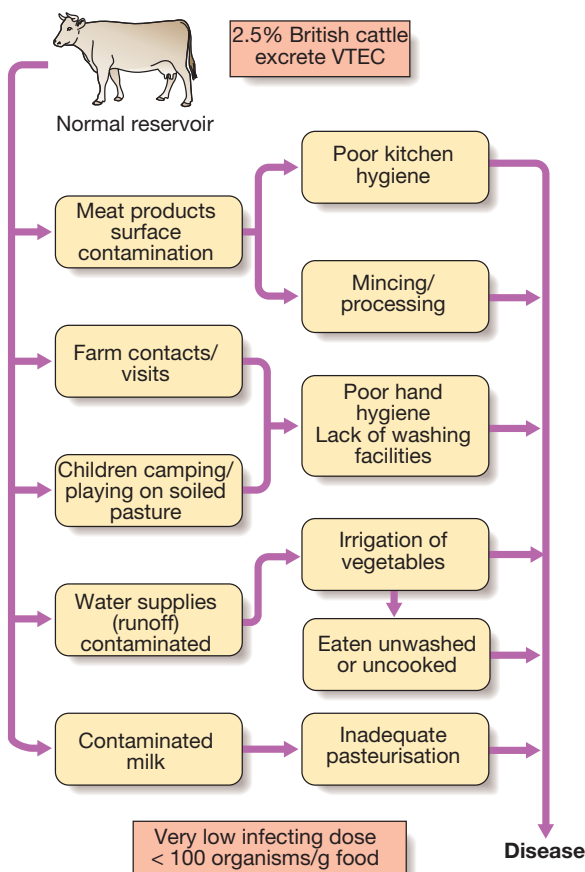 2.5% British cattle
excrete VTEC
Normal reservoir
Poor kitchen
hygiene
Meat products
surface
contamination
Mincing/
processing
Farm contacts/
visits
Poor hand
hygiene
Lack of washing
facilities
Children camping/
playing on soiled
pasture
Irrigation of
vegetables
Water supplies
(runoff)
contaminated
Eaten unwashed
or uncooked
Contaminated
milk
Inadequate
pasteurisation
Very low infecting dose
< 100 organisms/g food
Disease